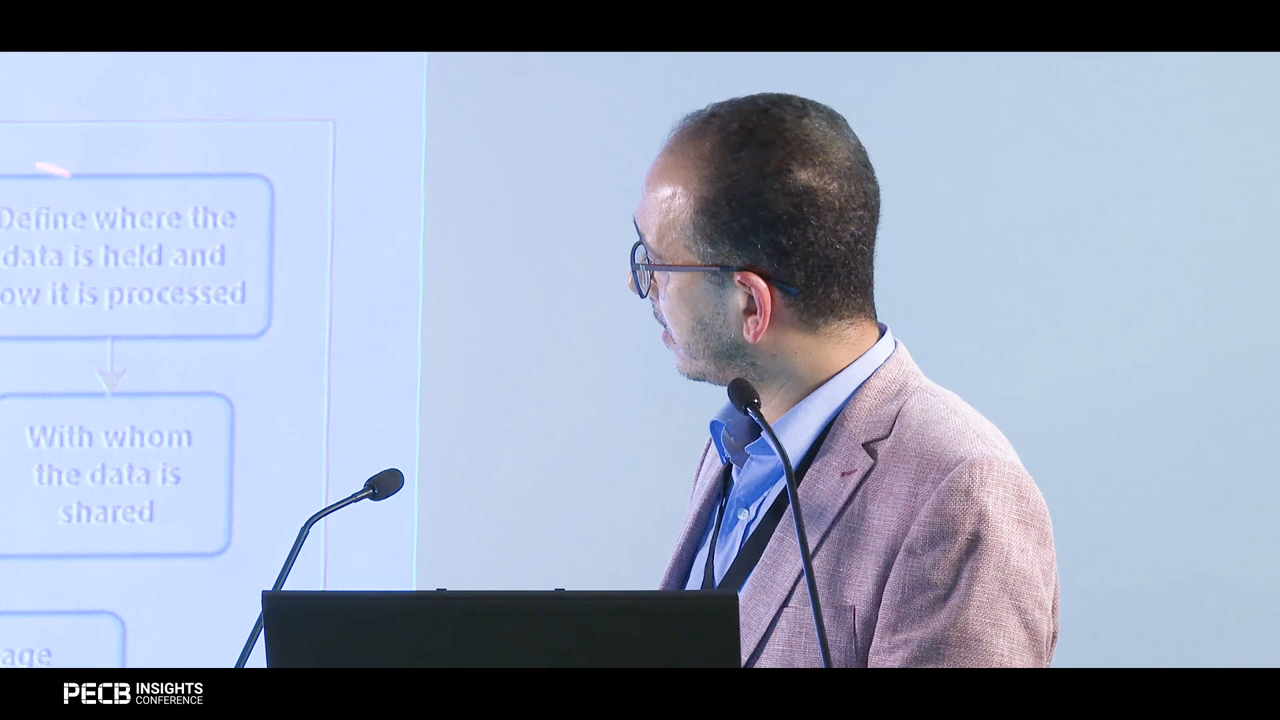 Define where the
data is held and
ow it is processed
With whom
the data is
shared
age
PECB INSIGHTS
CONFERENCE